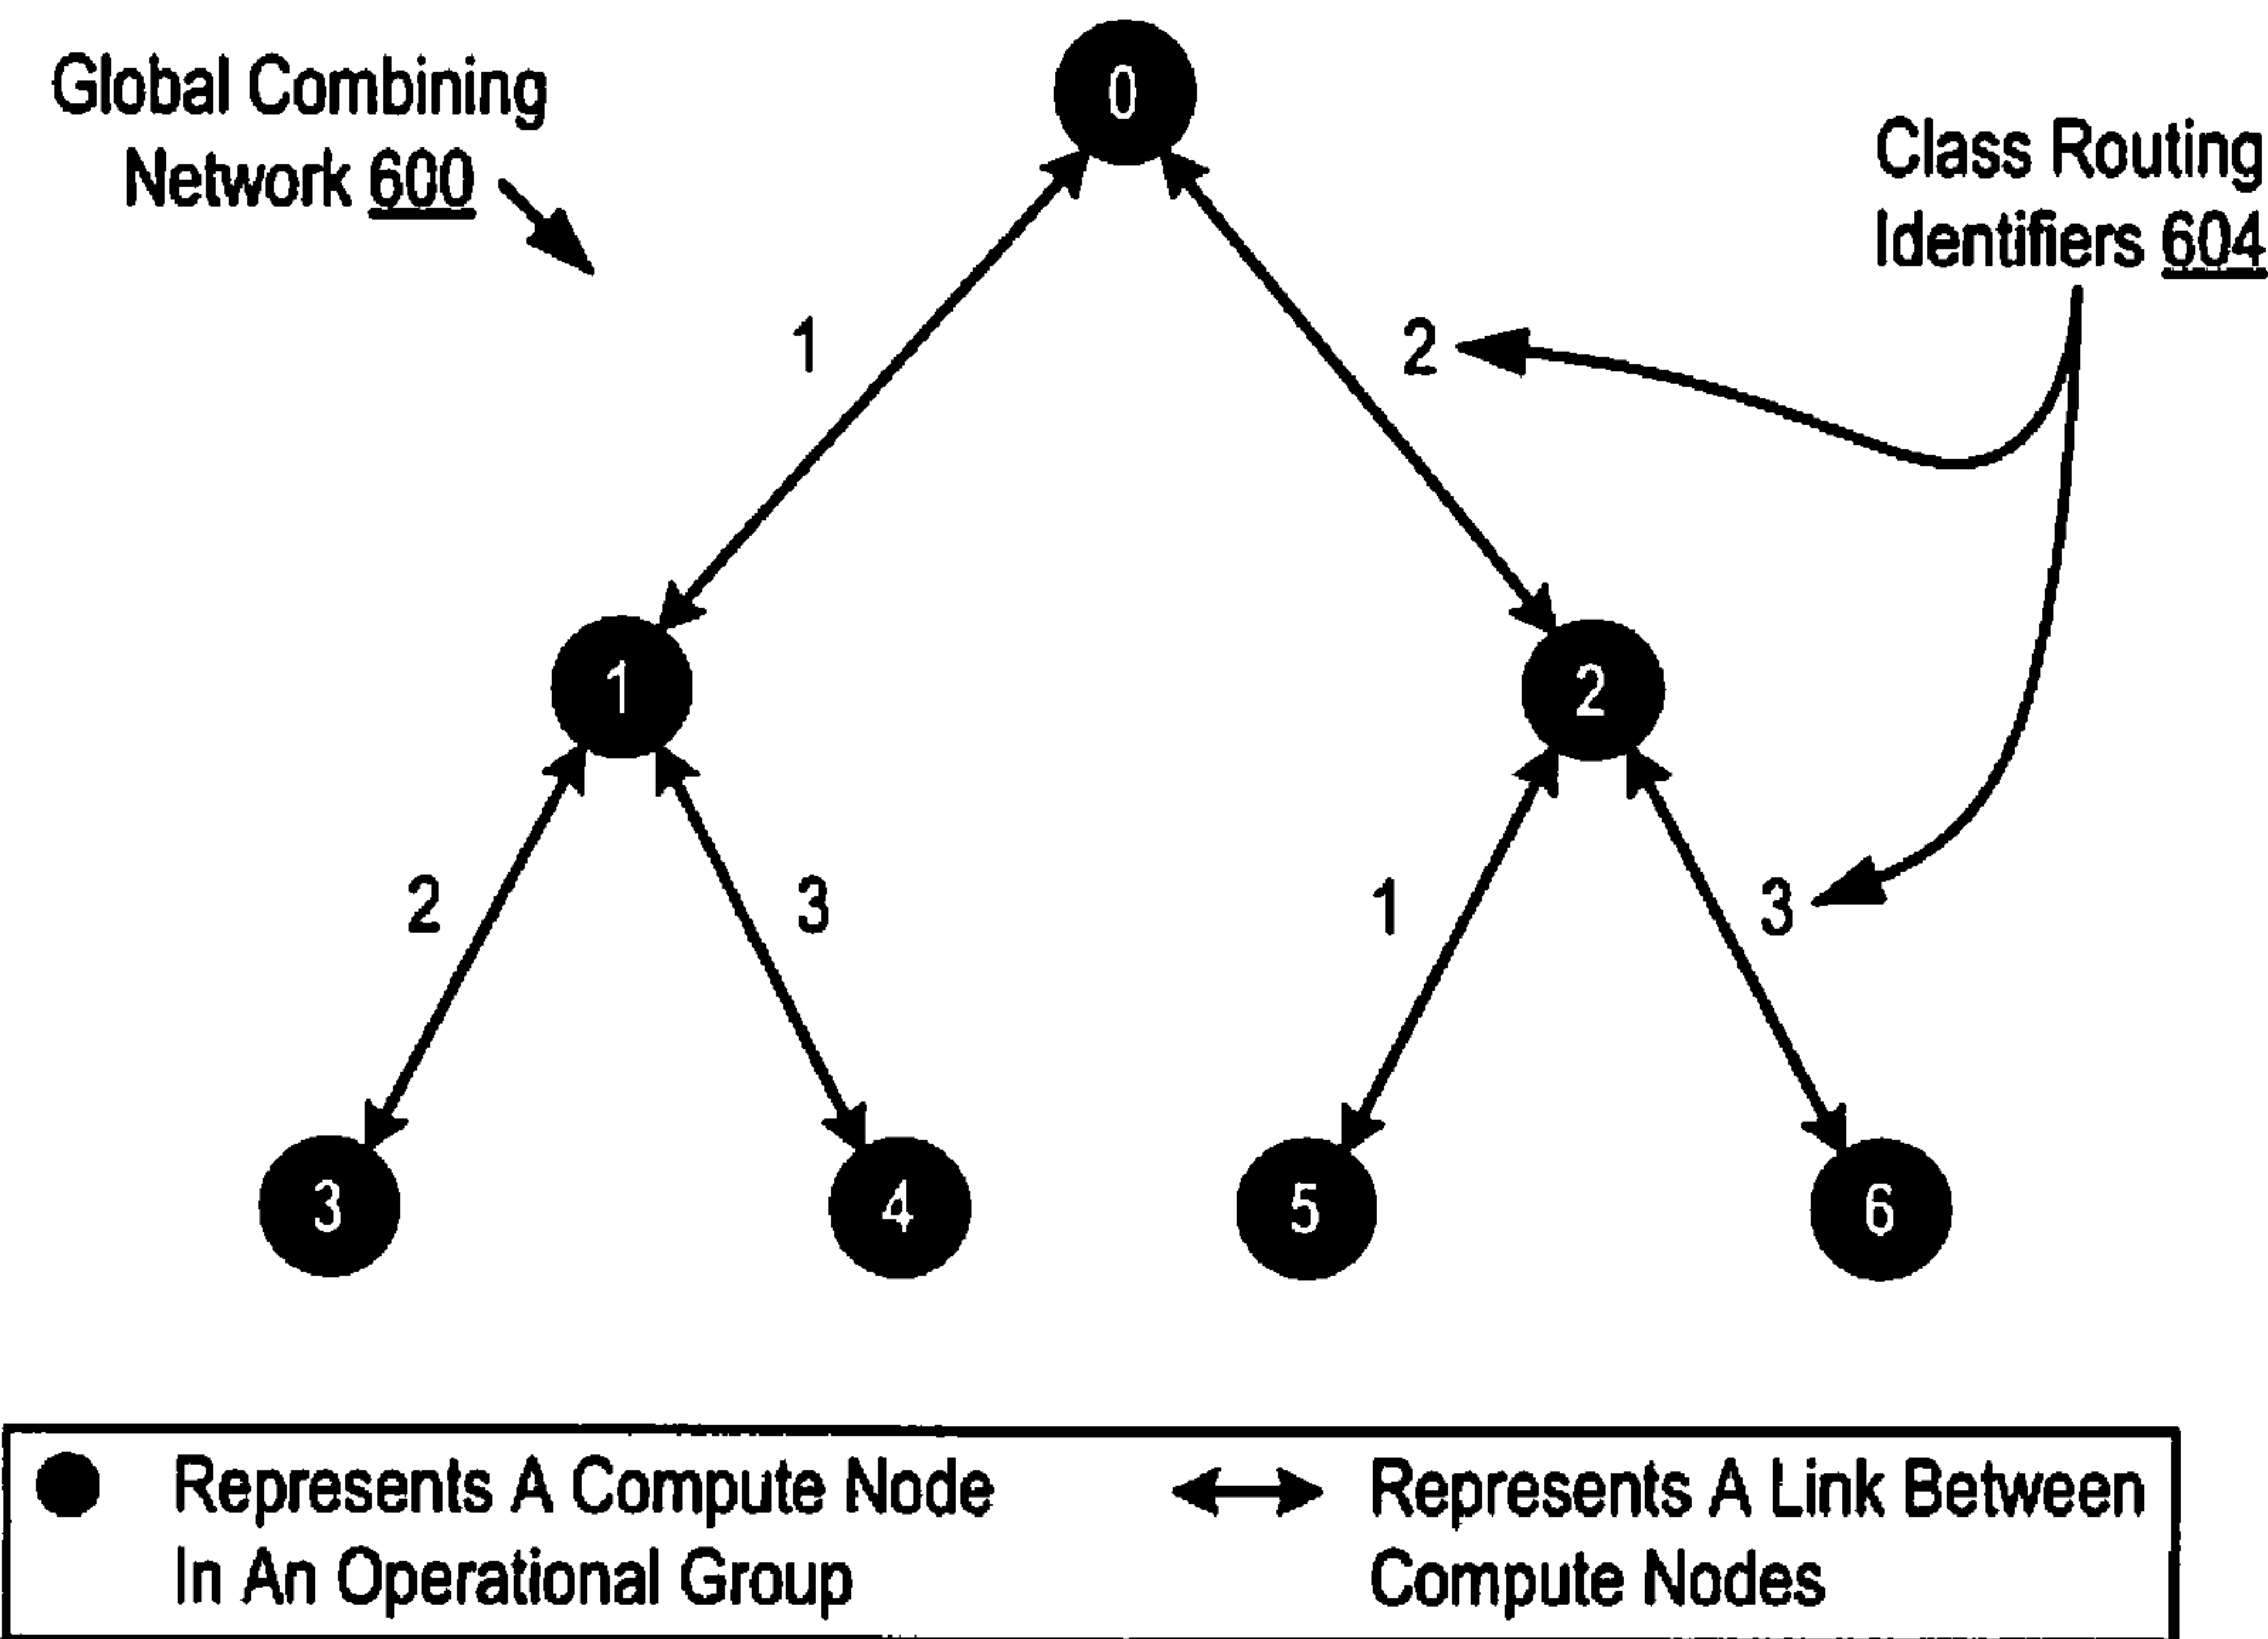 0
Global Combining
Network 600
Class Routing
Identifiers 604
1
2
1
2
2
3
1
3
3
4
5
6
Represents A Compute Node
In An Operational Group
Represents A Link Between
Compute Nodes